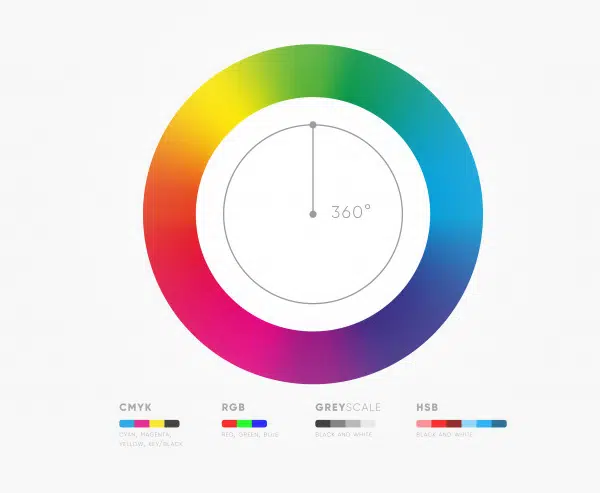 360°
CMYK
CYAN, MAGENTA,
YELLOW, KEY/BLACK
RGB
RED, GREEN, BLUE
GREYSCALE
BLACK AND WHITE
HSB
BLACK AND WHITE